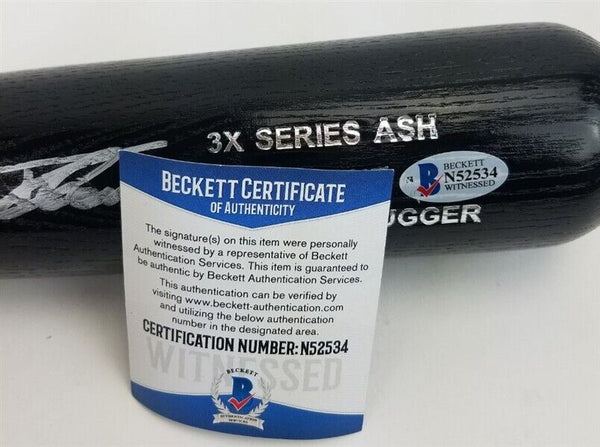 3X SERIES ASH
BECKETT
N52534
WITNESSED
UGGER
BECKETT CERTIFICATE
OF AUTHENTICITY
The signature(s) on this item were personally
witnessed by a representative of Beckett
Authentication Services. This item is guaranteed to
be authentic by Beckett Authentication Services.
This authentication can be verified by
visiting www.beckett-authentication.com
and utilizing the below authentication
number in the designated area.
CERTIFICATION NUMBER: N52534
WITNESSED
BECKETT
B
AUTHENTICATION
SERVICES